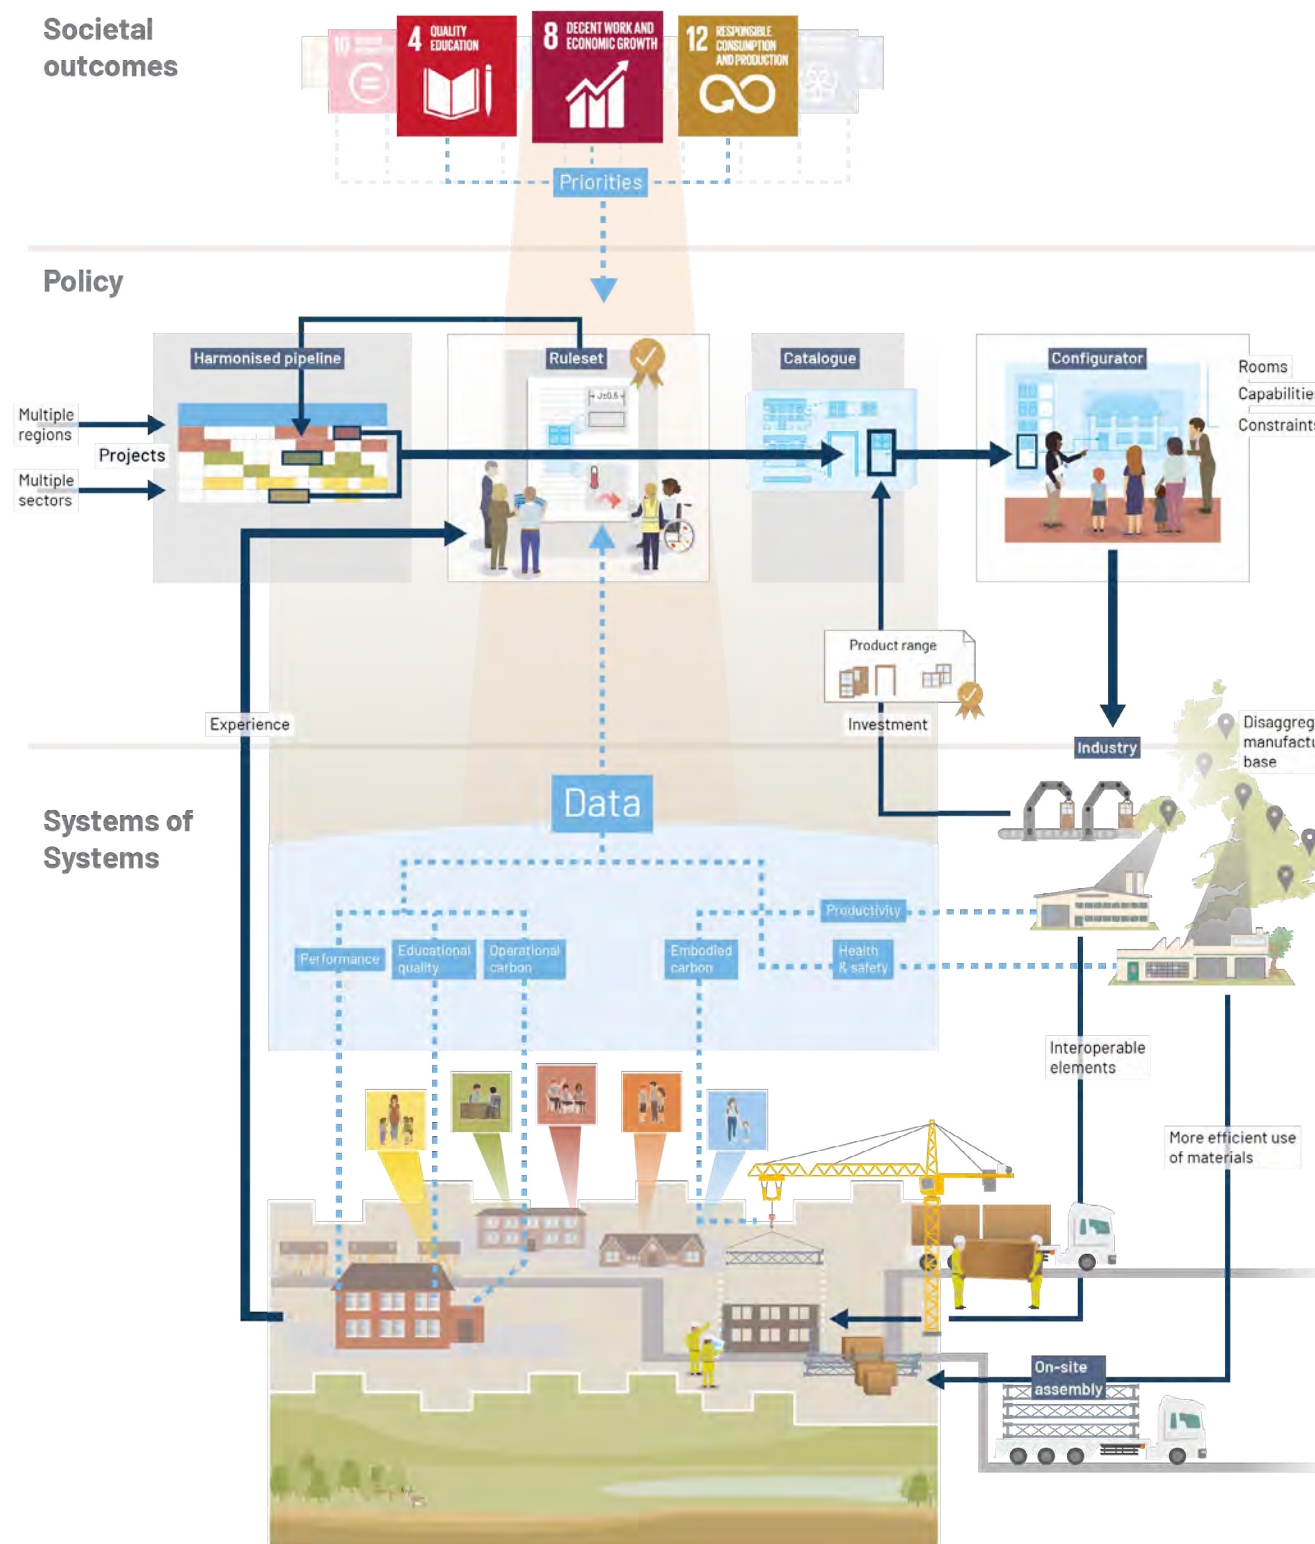 Societal
outcomes
10
4 QUALITY
EDUCATION
8 DECENT WORK AND
ECONOMIC GROWTH
12 RESPONSIBLE
CONSUMPTION
AND PRODUCTION
Priorities
Policy
Harmonised pipeline
Ruleset
Catalogue
Configurator
Rooms
Capabilities
Constraints
Multiple
regions
Projects
Multiple
sectors
Product range
Experience
Investment
Industry
Disaggreg
manufactu
base
Data
Systems of
Systems
Productivity
Performance
Educational
quality
Operational
carbon
Embodied
carbon
Health
& safety
Interoperable
elements
More efficient use
of materials
On-site
assembly